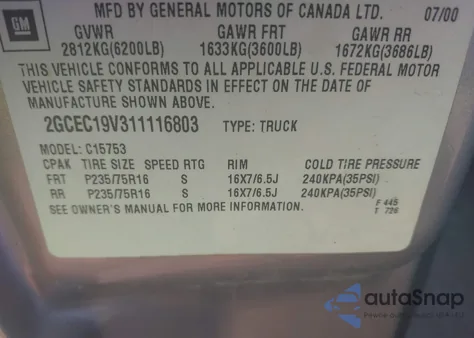 GM
MFD BY GENERAL MOTORS OF CANADA LTD. 07/00
GVWR GAWR FRT GAWR RR
2812KG(6200LB) 1633KG(3600LB) 1672KG(3686LB)
THIS VEHICLE CONFORMS TO ALL APPLICABLE U.S. FEDERAL MOTOR
VEHICLE SAFETY STANDARDS IN EFFECT ON THE DATE OF
MANUFACTURE SHOWN ABOVE.
2GCEC19V311116803 TYPE: TRUCK
MODEL: C15753
CPAK TIRE SIZE SPEED RTG RIM COLD TIRE PRESSURE
FRT P235/75R16 S 16X7/6.5J 240KPA(35PSI)
RR P235/75R16 S 16X7/6.5J 240KPA(35PSI)
SEE OWNER'S MANUAL FOR MORE INFORMATION. F 445
T 726
autoSnap